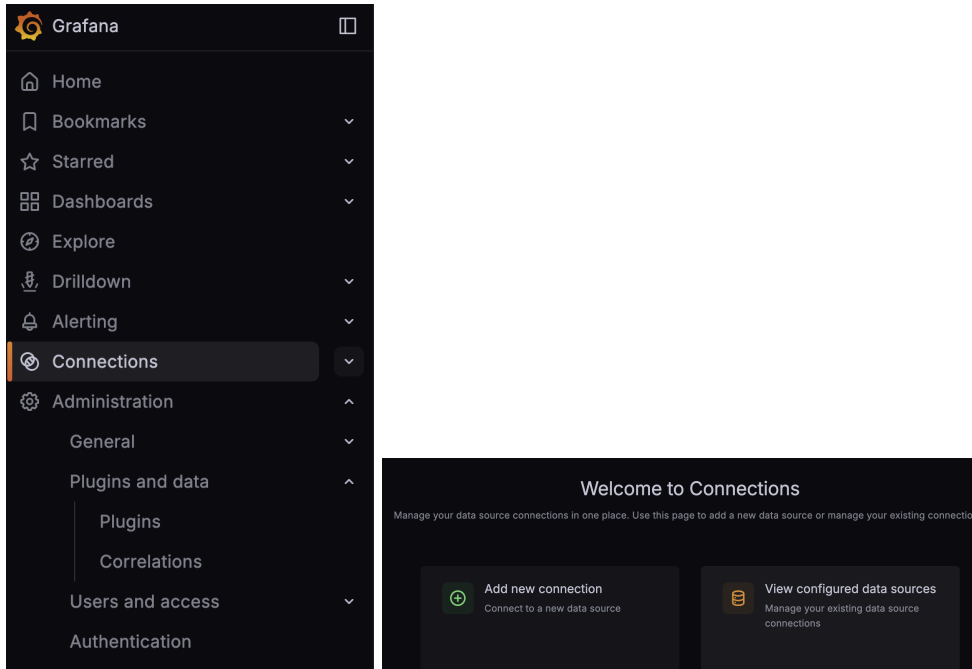 Grafana
Home
Bookmarks
Starred
Dashboards
Explore
Drilldown
Alerting
Connections
Administration
General
Plugins and data
Plugins
Correlations
Users and access
Authentication
Welcome to Connections
Manage your data source connections in one place. Use this page to add a new data source or manage your existing connectio
Add new connection
Connect to a new data source
View configured data sources
Manage your existing data source
connections